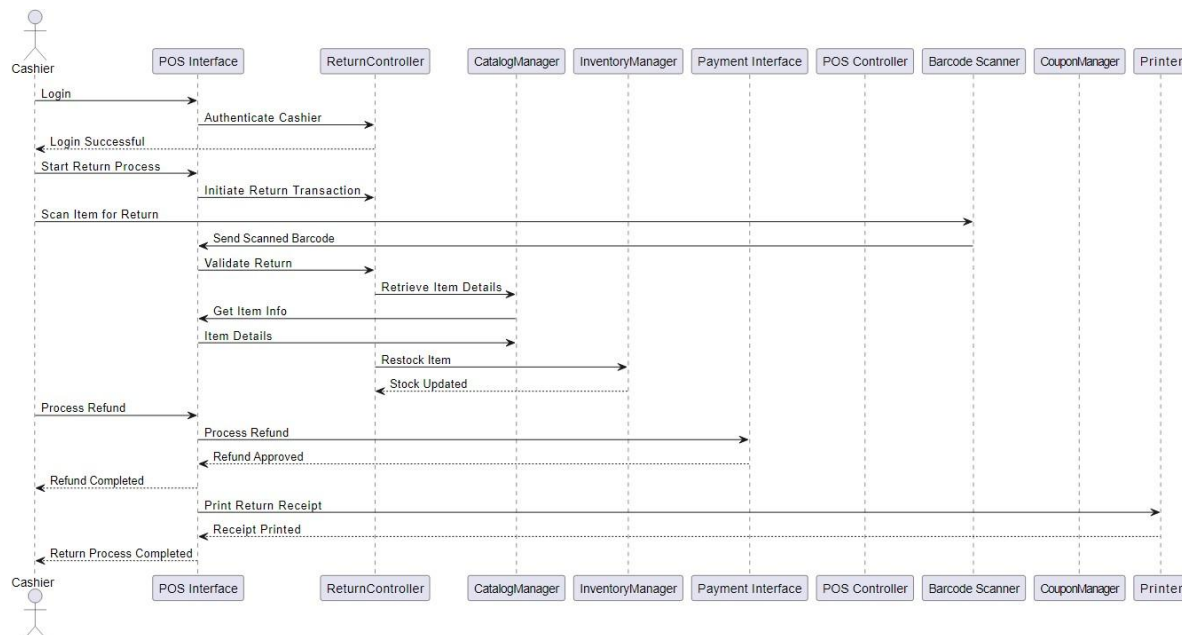 Cashier
POS Interface
ReturnController
CatalogManager
InventoryManager
Payment Interface
POS Controller
Barcode Scanner
CouponManager
Printer
Login
Authenticate Cashier
Login Successful
Start Return Process
Initiate Return Transaction
Scan Item for Return
Send Scanned Barcode
Validate Return
Retrieve Item Details
Get Item Info
Item Details
Restock Item
Stock Updated
Process Refund
Process Refund
Refund Approved
Refund Completed
Print Return Receipt
Receipt Printed
Return Process Completed
Cashier
POS Interface
ReturnController
CatalogManager
InventoryManager
Payment Interface
POS Controller
Barcode Scanner
CouponManager
Printer